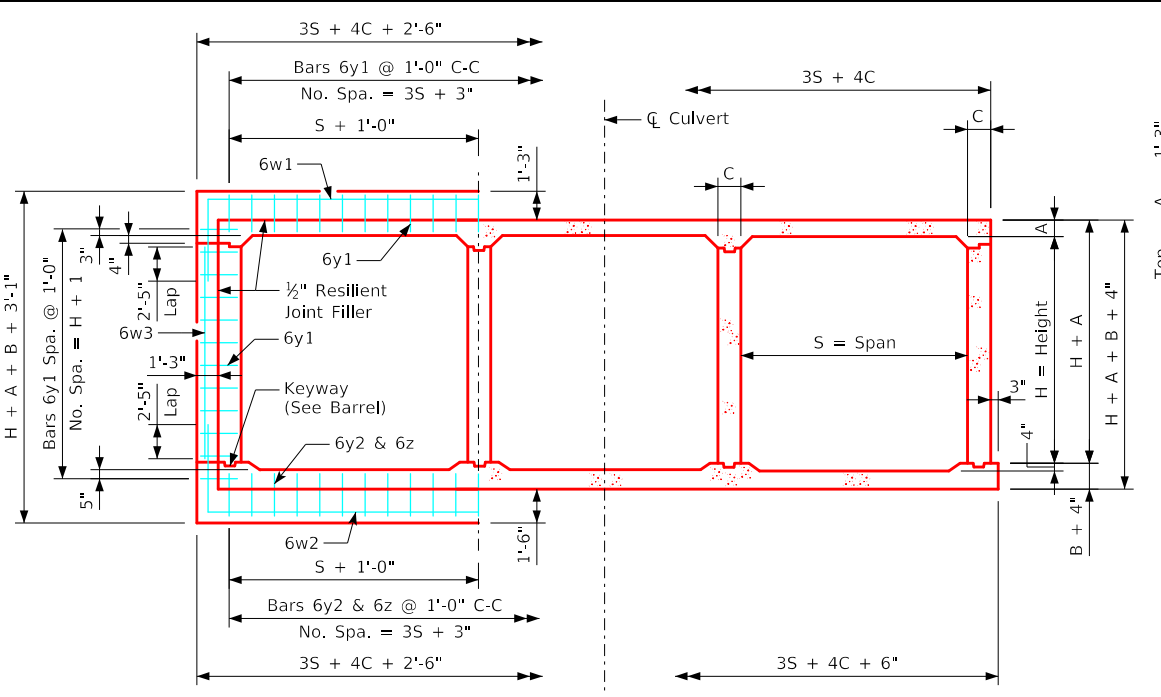 3S + 4C + 2'-6"
Bars 6y1 @ 1'-0" C-C
No. Spa. = 3S + 3"
S + 1'-0"
6w1
1'-3"
℄ Culvert
3S + 4C
C
C
A
1'-3"
A
Top
H + A + B + 3'-1"
Bars 6y1 Spa. @ 1'-0"
No. Spa. = H + 1
3"
4"
2'-5"
Lap
6y1
½" Resilient
Joint Filler
6w3
6y1
1'-3"
Keyway
(See Barrel)
2'-5"
Lap
6y2 & 6z
5"
S = Span
H = Height
H + A
H + A + B + 4"
3"
4"
B + 4"
6w2
1'-6"
S + 1'-0"
Bars 6y2 & 6z @ 1'-0" C-C
No. Spa. = 3S + 3"
3S + 4C + 2'-6"
3S + 4C + 6"